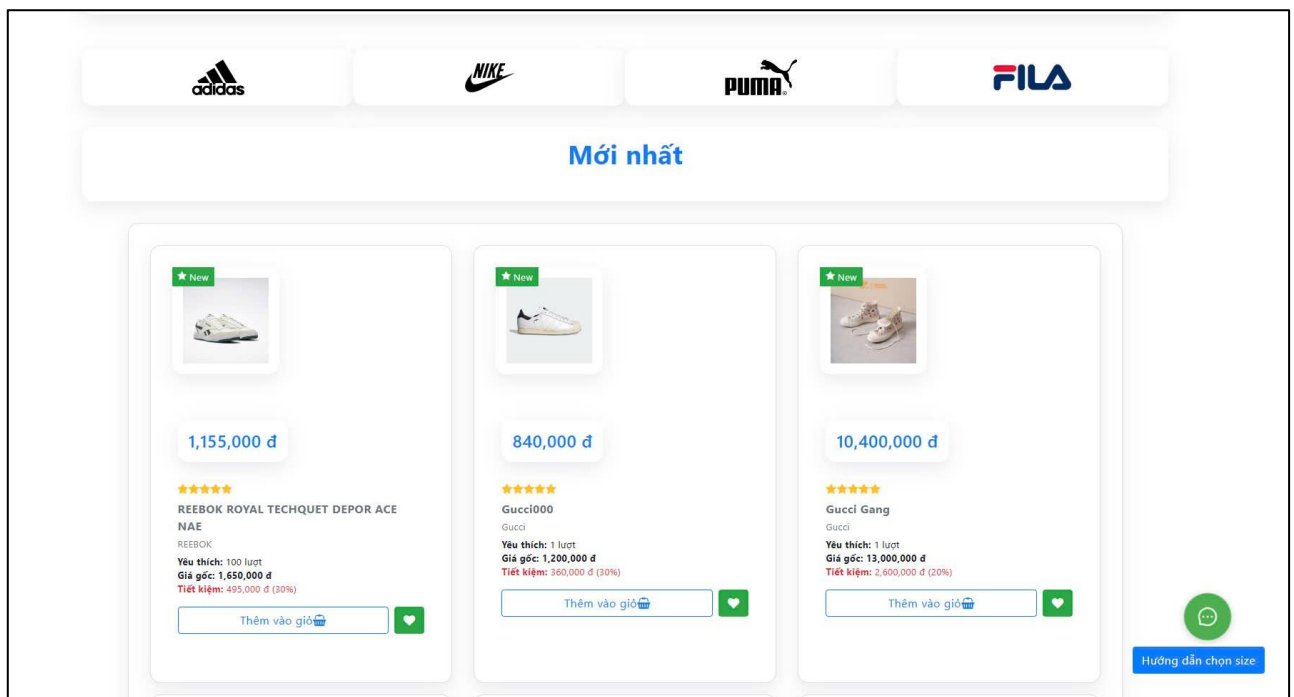 adidas
NIKE
PUMA
FILA
Mới nhất
New
New
New
1,155,000 đ
840,000 đ
10,400,000 đ
REEBOK ROYAL TECHQUET DEPOR ACE
NAE
REEBOK
Yêu thích: 100 lượt
Giá gốc: 1,650,000 đ
Tiết kiệm: 495,000 đ (30%)
Thêm vào giỏ
Gucci000
Gucci
Yêu thích: 1 lượt
Giá gốc: 1,200,000 đ
Tiết kiệm: 360,000 đ (30%)
Thêm vào giỏ
Gucci Gang
Gucci
Yêu thích: 1 lượt
Giá gốc: 13,000,000 đ
Tiết kiệm: 2,600,000 đ (20%)
Thêm vào giỏ
Hướng dẫn chọn size